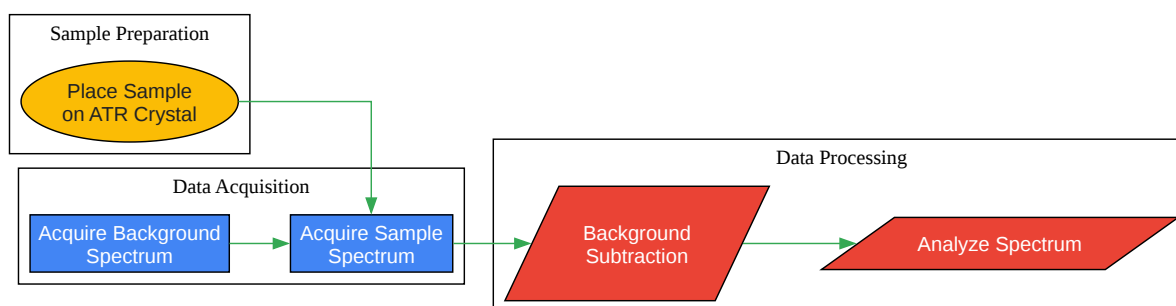 Sample Preparation
Place Sample
on ATR Crystal
Data Acquisition
Acquire Background
Spectrum
Acquire Sample
Spectrum
Data Processing
Background
Subtraction
Analyze Spectrum